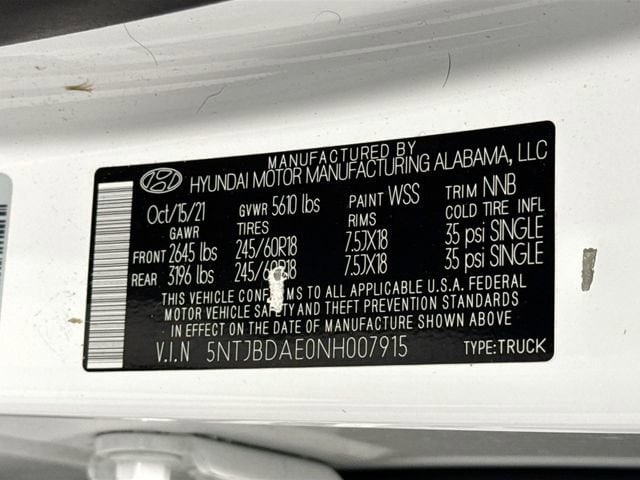 MANUFACTURED BY
HYUNDAI MOTOR MANUFACTURING ALABAMA, LLC
Oct/15/21 GVWR 5610 lbs PAINT WSS TRIM NNB
GAWR TIRES RIMS COLD TIRE INFL
FRONT 2645 lbs 245/60R18 7.5JX18 35 psi SINGLE
REAR 3196 lbs 245/60R18 7.5JX18 35 psi SINGLE
THIS VEHICLE CONFORMS TO ALL APPLICABLE U.S.A. FEDERAL
MOTOR VEHICLE SAFETY AND THEFT PREVENTION STANDARDS
IN EFFECT ON THE DATE OF MANUFACTURE SHOWN ABOVE
V.I.N 5NTJBDAE0NH007915 TYPE:TRUCK